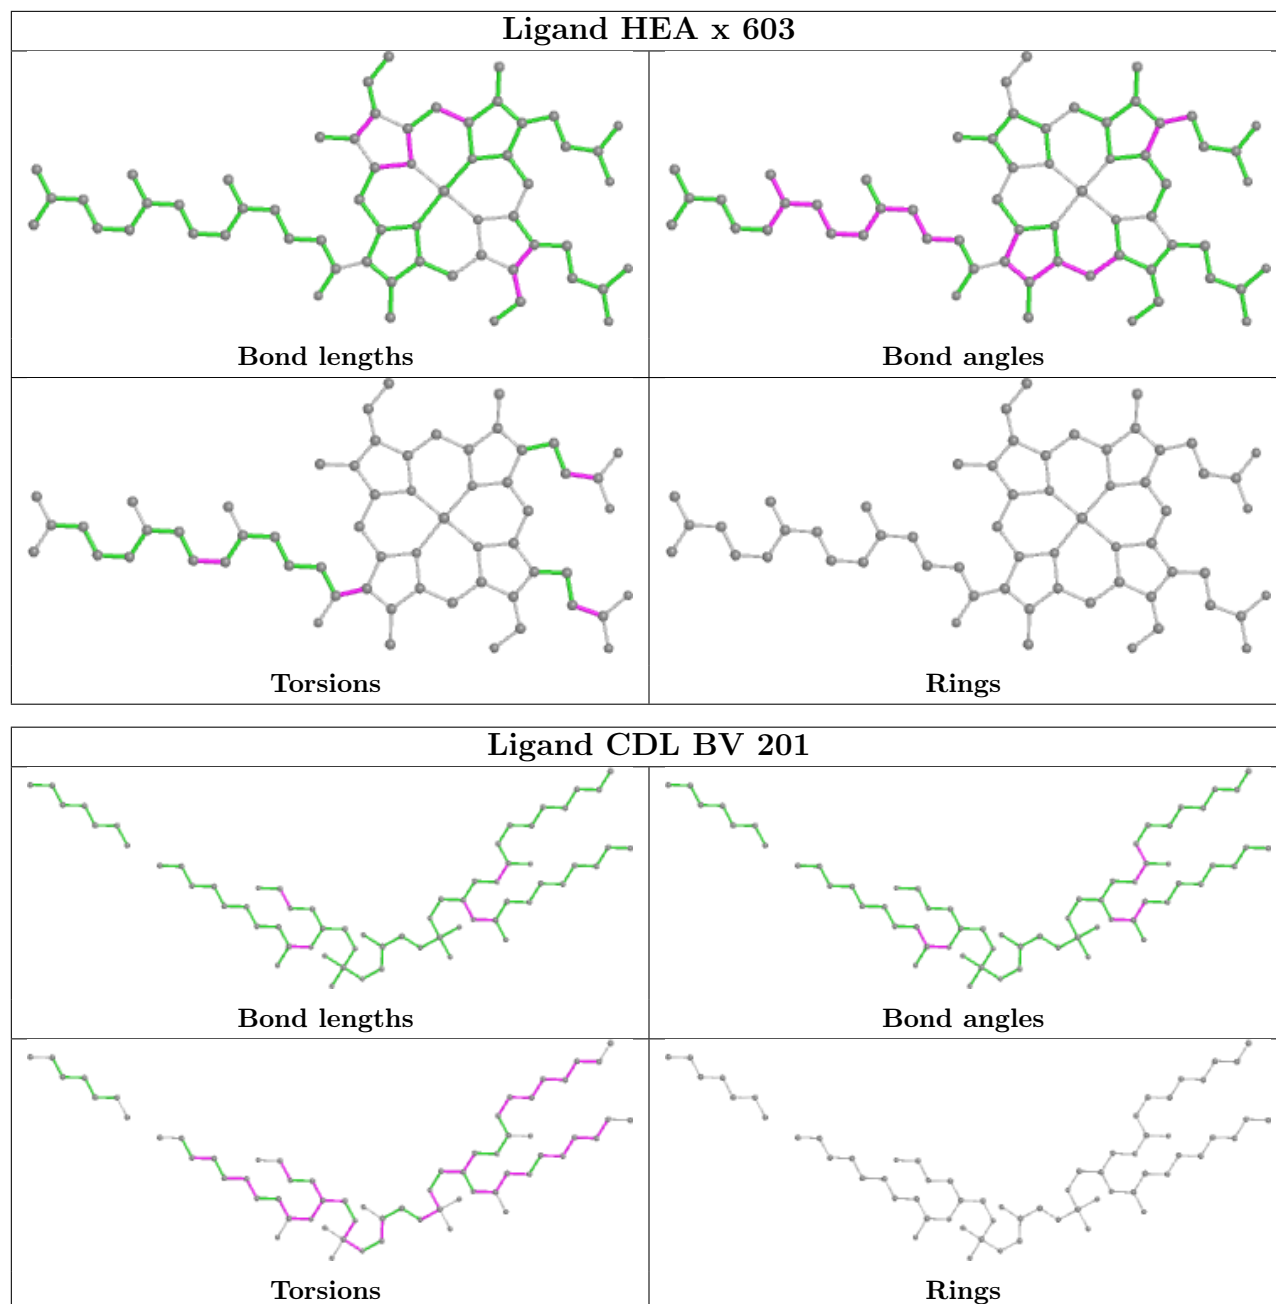 Ligand HEA x 603
Bond lengths
Bond angles
Torsions
Rings
Ligand CDL BV 201
Bond lengths
Bond angles
Torsions
Rings